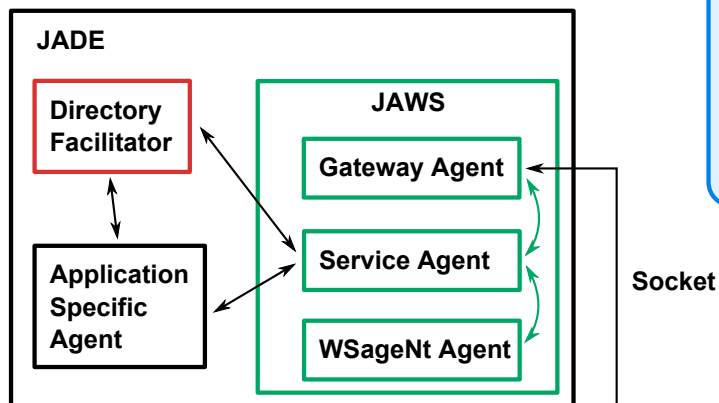 JADE
Directory
Facilitator
JAWS
Gateway Agent
Application
Specific
Agent
Service Agent
WSageNt Agent
Socket